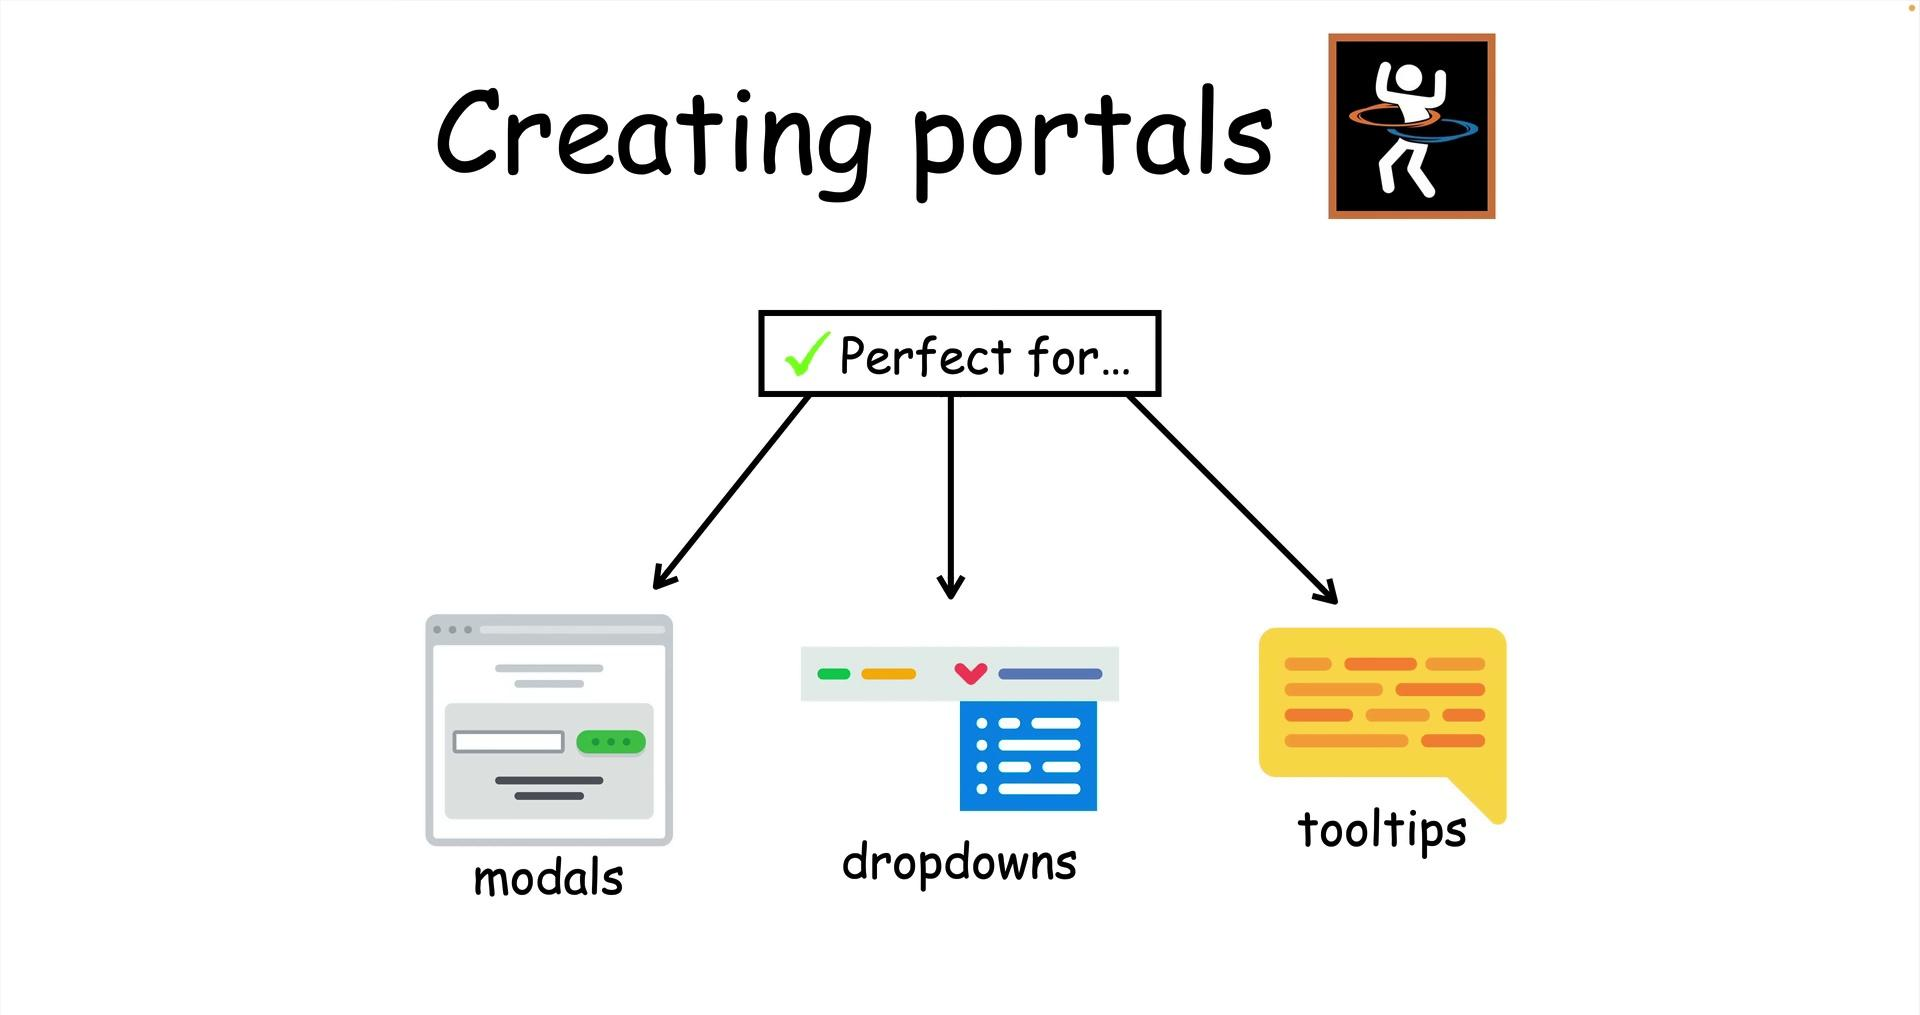 Creating portals
Perfect for...
modals
dropdowns
tooltips